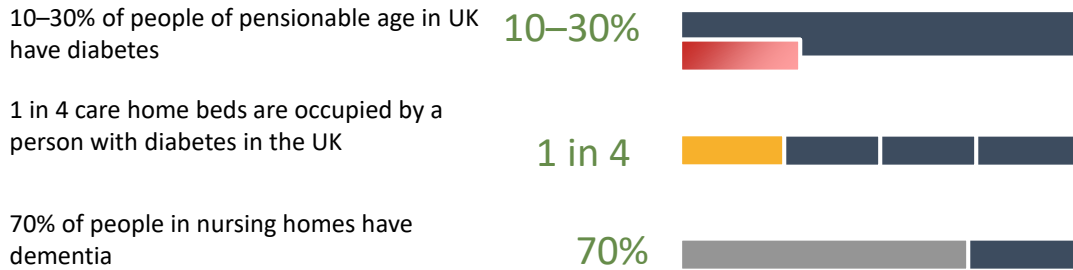 10–30% of people of pensionable age in UK
have diabetes
10–30%
1 in 4 care home beds are occupied by a
person with diabetes in the UK
1 in 4
70% of people in nursing homes have
dementia
70%